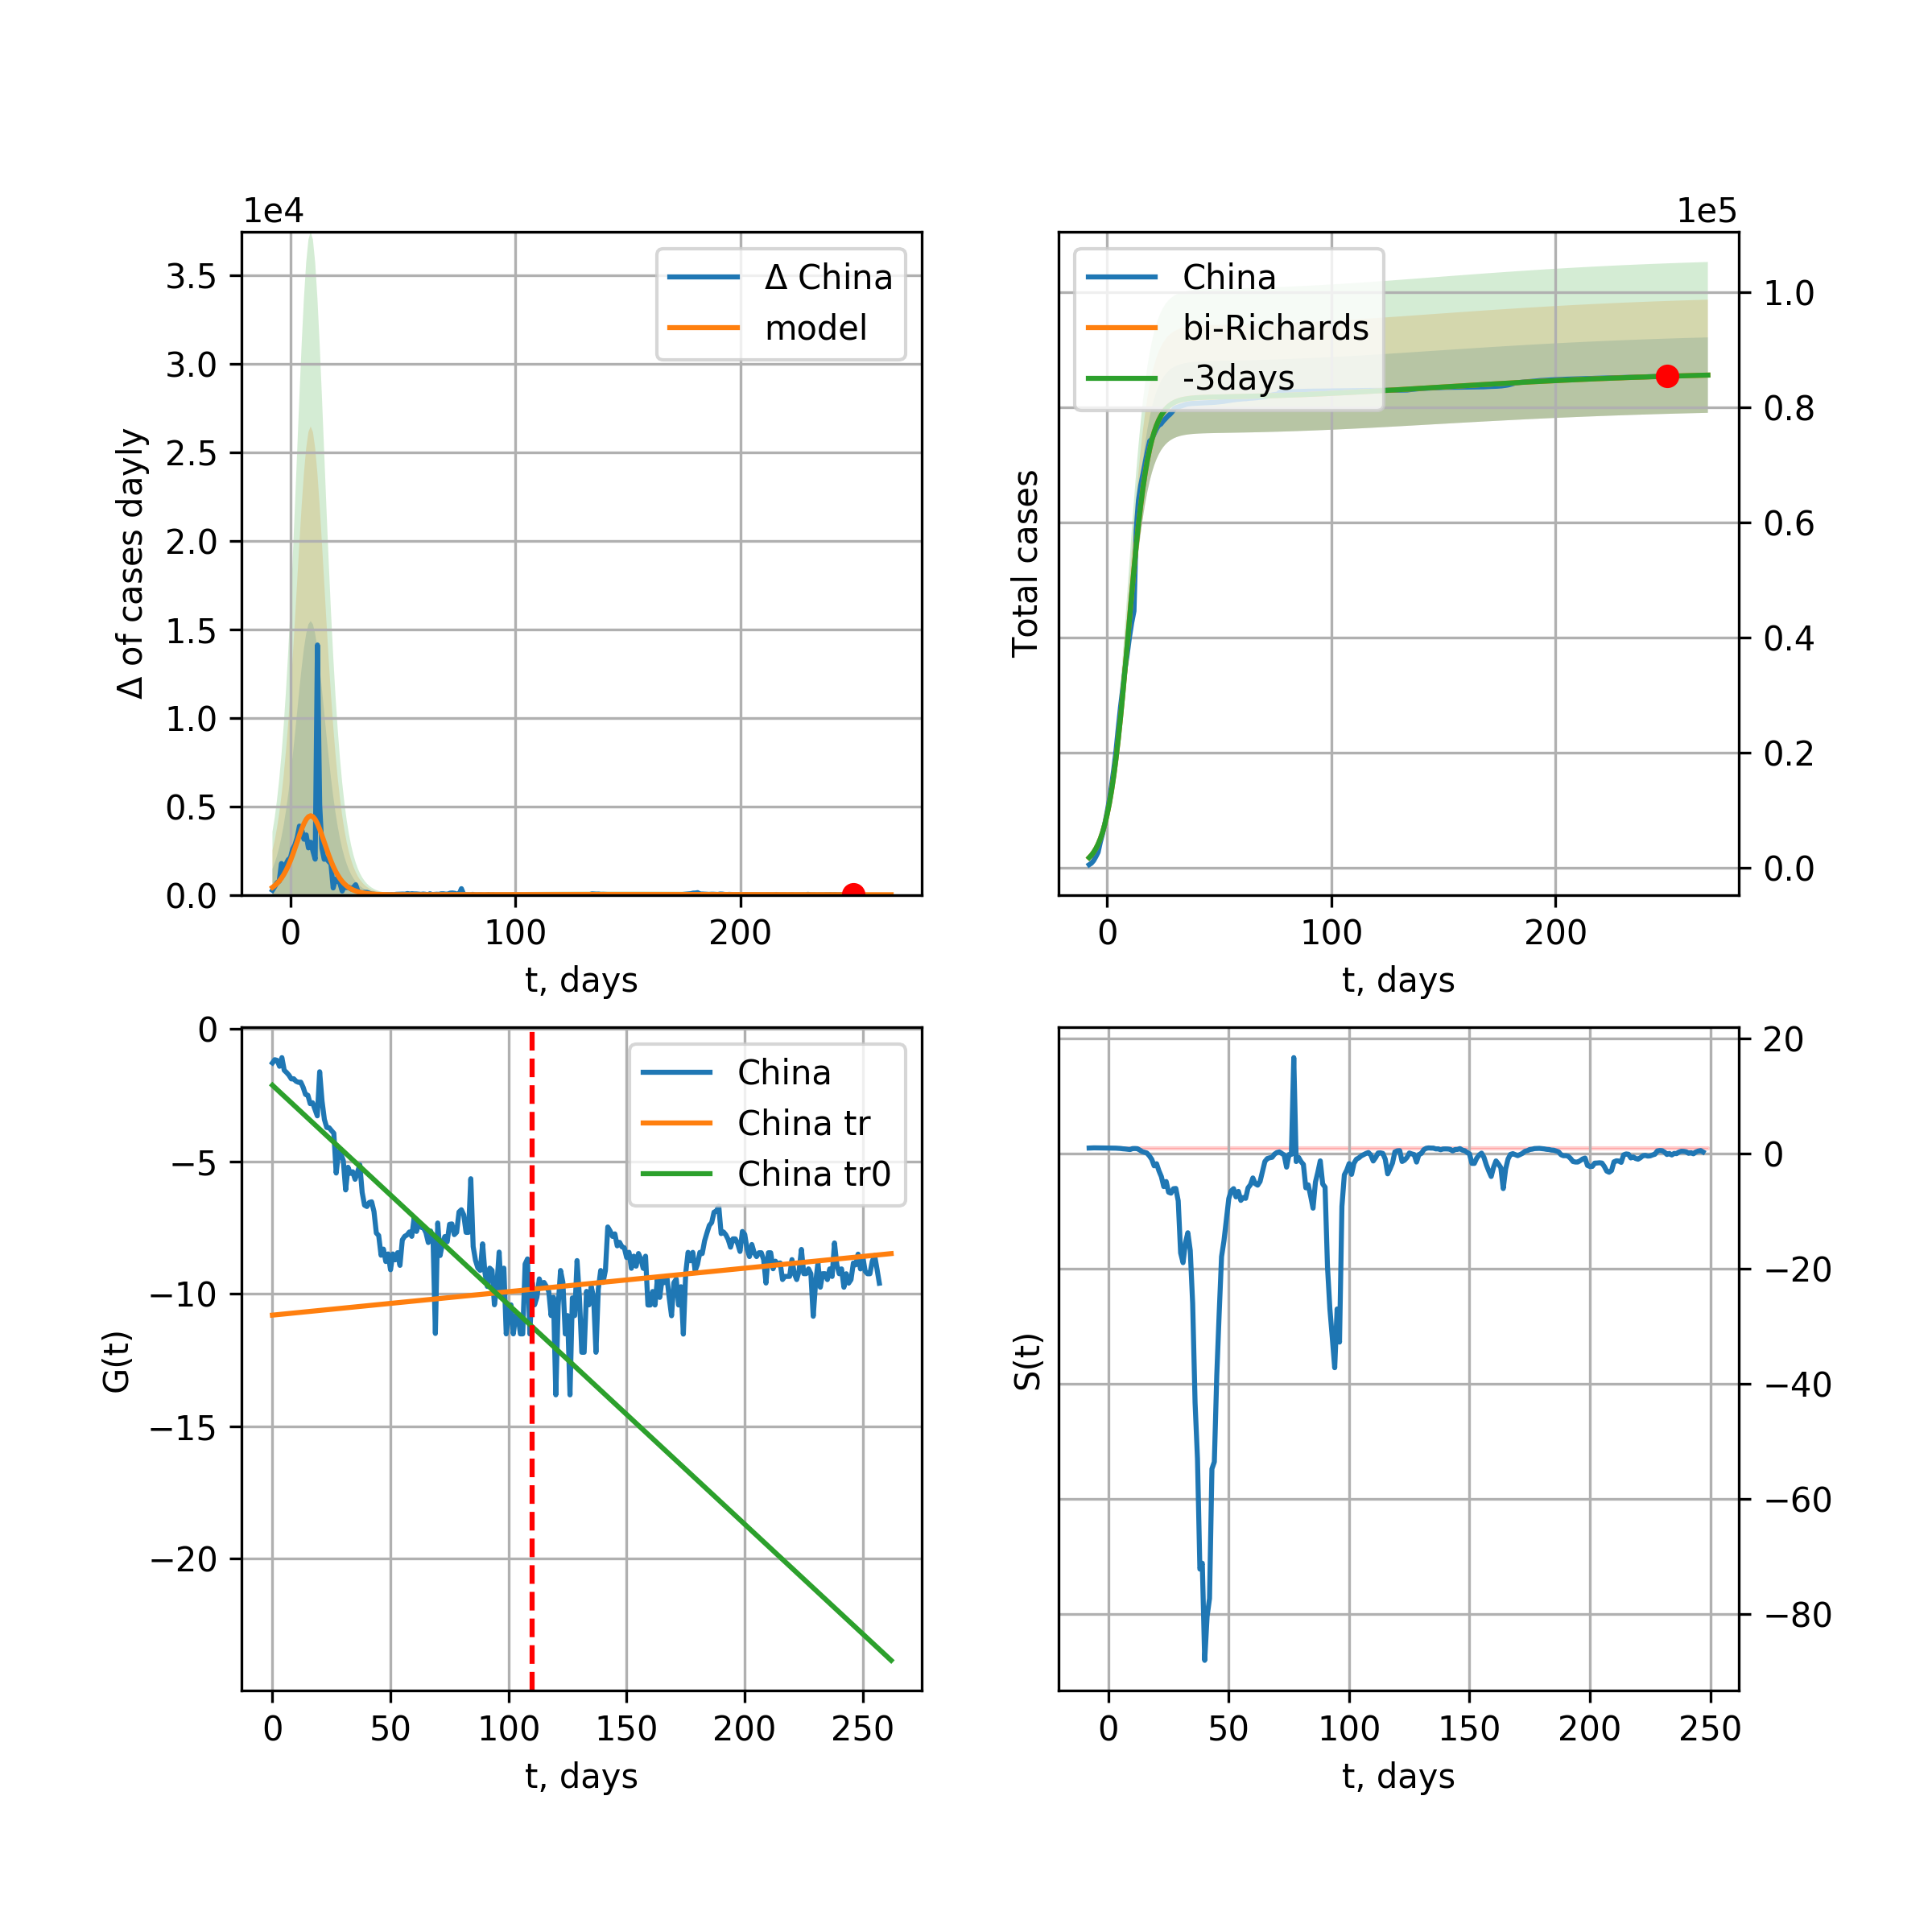 1e4
3.5
3.0
2.5
2.0
1.5
1.0
0.5
0.0
Δ of cases dayly
Δ China
model
0 100 200
t, days
1e5
China
bi-Richards
-3days
Total cases
1.0
0.8
0.6
0.4
0.2
0.0
0 100 200
t, days
0
−5
−10
−15
−20
G(t)
China
China tr
China tr0
0 50 100 150 200 250
t, days
S(t)
20
0
−20
−40
−60
−80
0 50 100 150 200 250
t, days